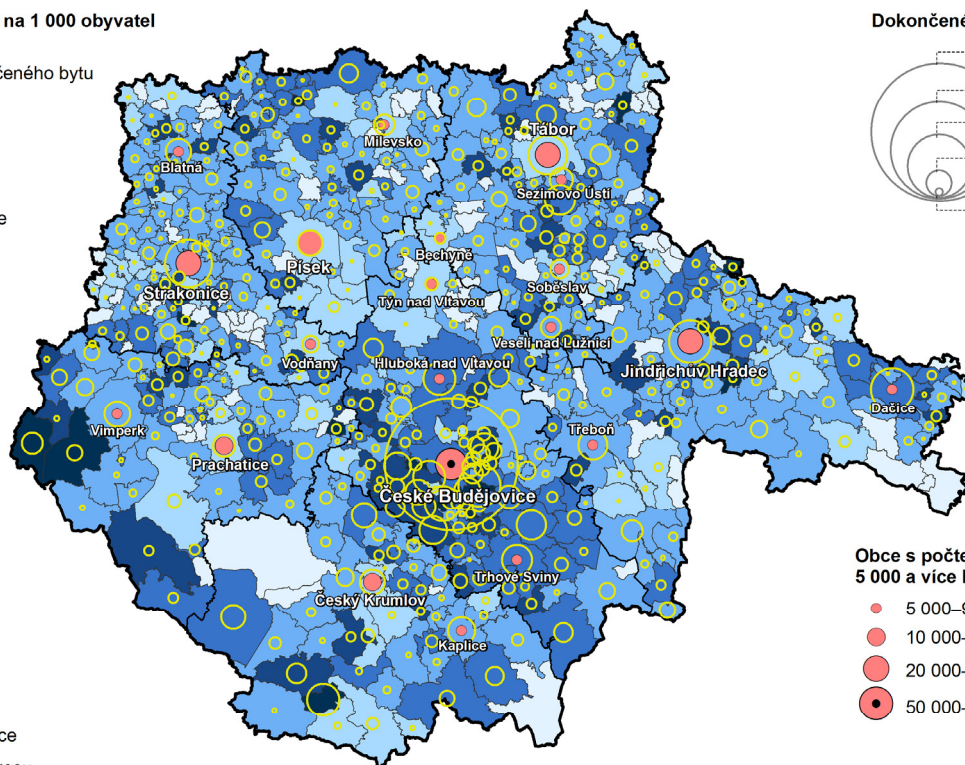 na 1 000 obyvatel
Dokončené
čeného bytu
e
Tábor
Milevsko
Blatná
Sezimovo Ústí
Bechyně
Písek
Soběslav
Strakonice
Týn nad Vltavou
Veselí nad Lužnicí
Vodňany
Hluboká nad Vltavou
Jindřichův Hradec
Dačice
Vimperk
Třeboň
Prachatice
České Budějovice
Obce s počte
5 000 a více
Trhové Sviny
Český Krumlov
5 000–9
10 000–
Kaplice
20 000–
50 000–
ce